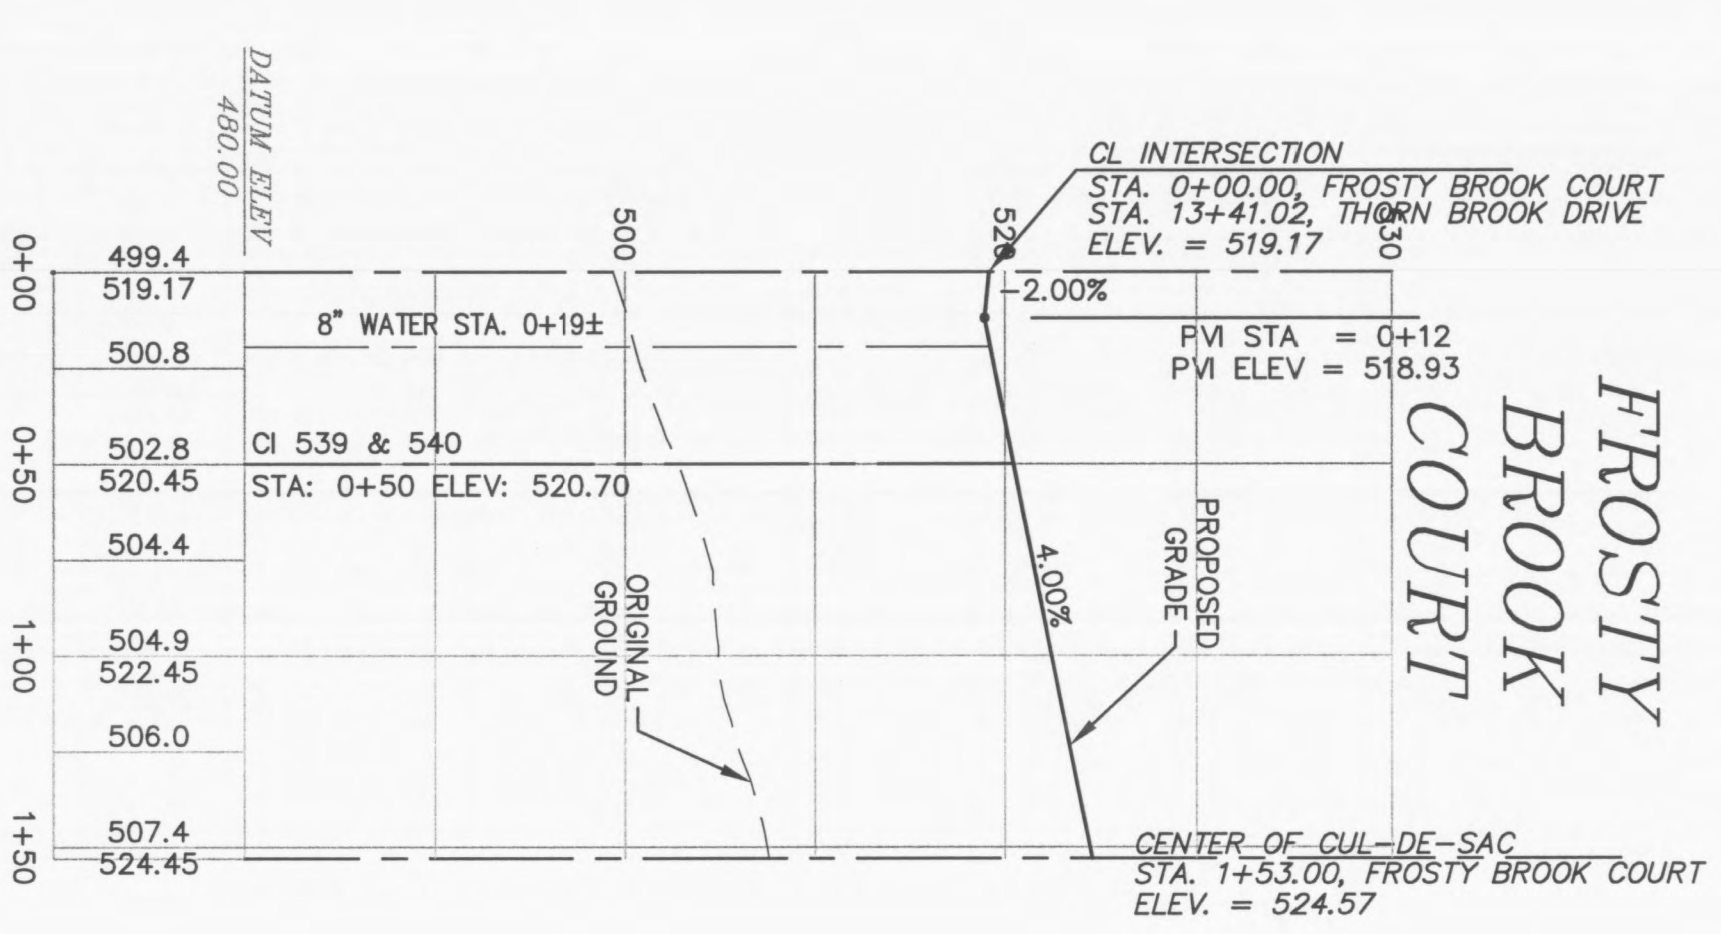 DATUM ELEV
480.00
CL INTERSECTION
STA. 0+00.00, FROSTY BROOK COURT
STA. 13+41.02, THORN BROOK DRIVE
ELEV. = 519.17
500
520
530
0+00
499.4
519.17
-2.00%
8" WATER STA. 0+19±
PVI STA = 0+12
PVI ELEV = 518.93
500.8
FROSTY
BROOK
COURT
0+50
502.8
520.45
CI 539 & 540
STA: 0+50 ELEV: 520.70
504.4
PROPOSED
GRADE
4.00%
ORIGINAL
GROUND
1+00
504.9
522.45
506.0
1+50
507.4
524.45
CENTER OF CUL-DE-SAC
STA. 1+53.00, FROSTY BROOK COURT
ELEV. = 524.57